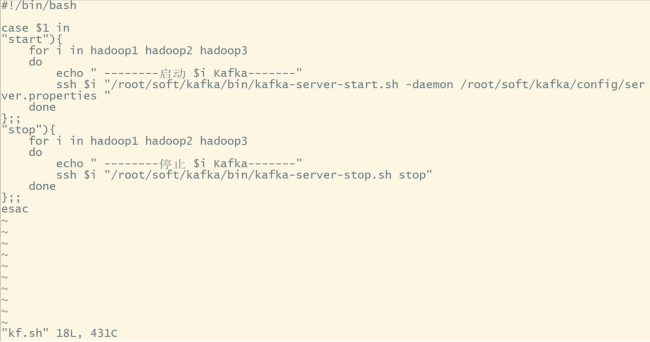 #!/bin/bash

case $1 in
"start"){
    for i in hadoop1 hadoop2 hadoop3
    do
        echo " --------启动 $i Kafka-------"
        ssh $i "/root/soft/kafka/bin/kafka-server-start.sh -daemon /root/soft/kafka/config/ser
ver.properties "
    done
};;
"stop"){
    for i in hadoop1 hadoop2 hadoop3
    do
        echo " --------停止 $i Kafka-------"
        ssh $i "/root/soft/kafka/bin/kafka-server-stop.sh stop"
    done
};;
esac
~
~
~
~
~
~
~
~
~
~
"kf.sh" 18L, 431C